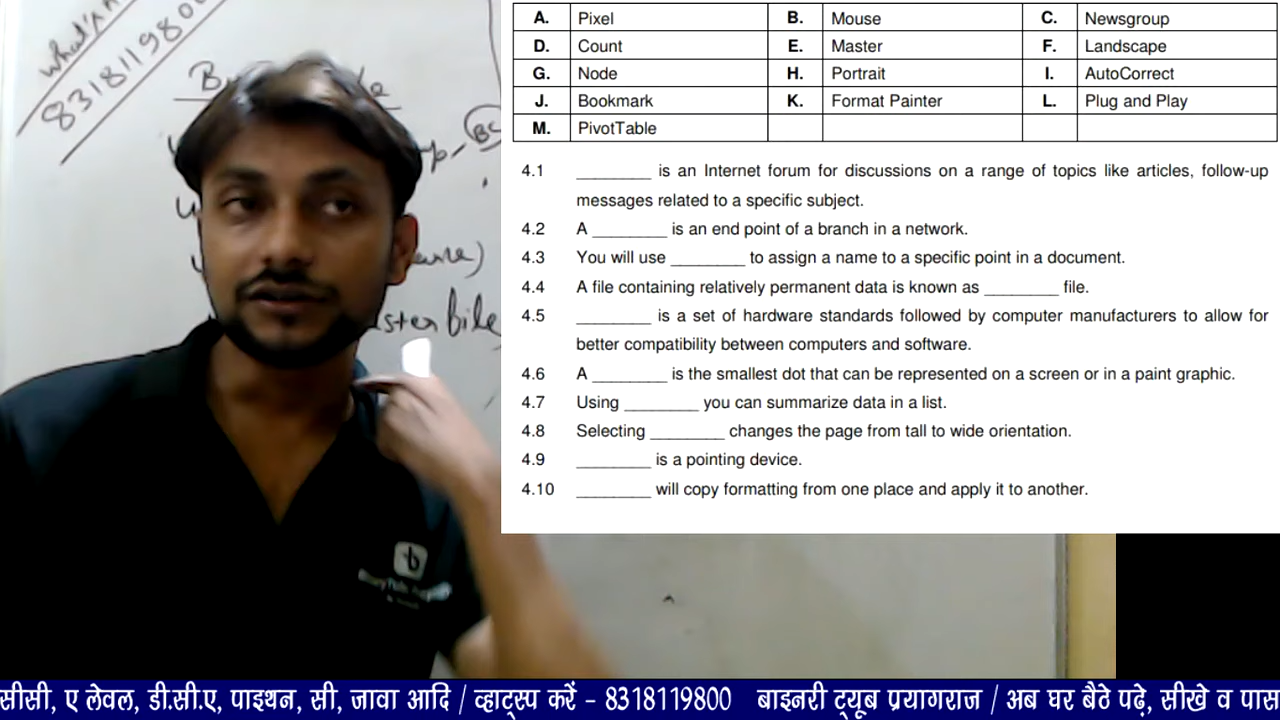 what's
8318119800
BS
ster file
A. Pixel B. Mouse C. Newsgroup
D. Count E. Master F. Landscape
G. Node H. Portrait I. AutoCorrect
J. Bookmark K. Format Painter L. Plug and Play
M. PivotTable
4.1 ________ is an Internet forum for discussions on a range of topics like articles, follow-up
messages related to a specific subject.
4.2 A ________ is an end point of a branch in a network.
4.3 You will use ________ to assign a name to a specific point in a document.
4.4 A file containing relatively permanent data is known as ________ file.
4.5 ________ is a set of hardware standards followed by computer manufacturers to allow for
better compatibility between computers and software.
4.6 A ________ is the smallest dot that can be represented on a screen or in a paint graphic.
4.7 Using ________ you can summarize data in a list.
4.8 Selecting ________ changes the page from tall to wide orientation.
4.9 ________ is a pointing device.
4.10 ________ will copy formatting from one place and apply it to another.
सीसी, ए लेवल, डी.सी.ए, पाइथन, सी, जावा आदि / व्हाट्स्प करें - 8318119800 बाइनरी ट्यूब प्रयागराज / अब घर बैठे पढ़े, सीखे व पास